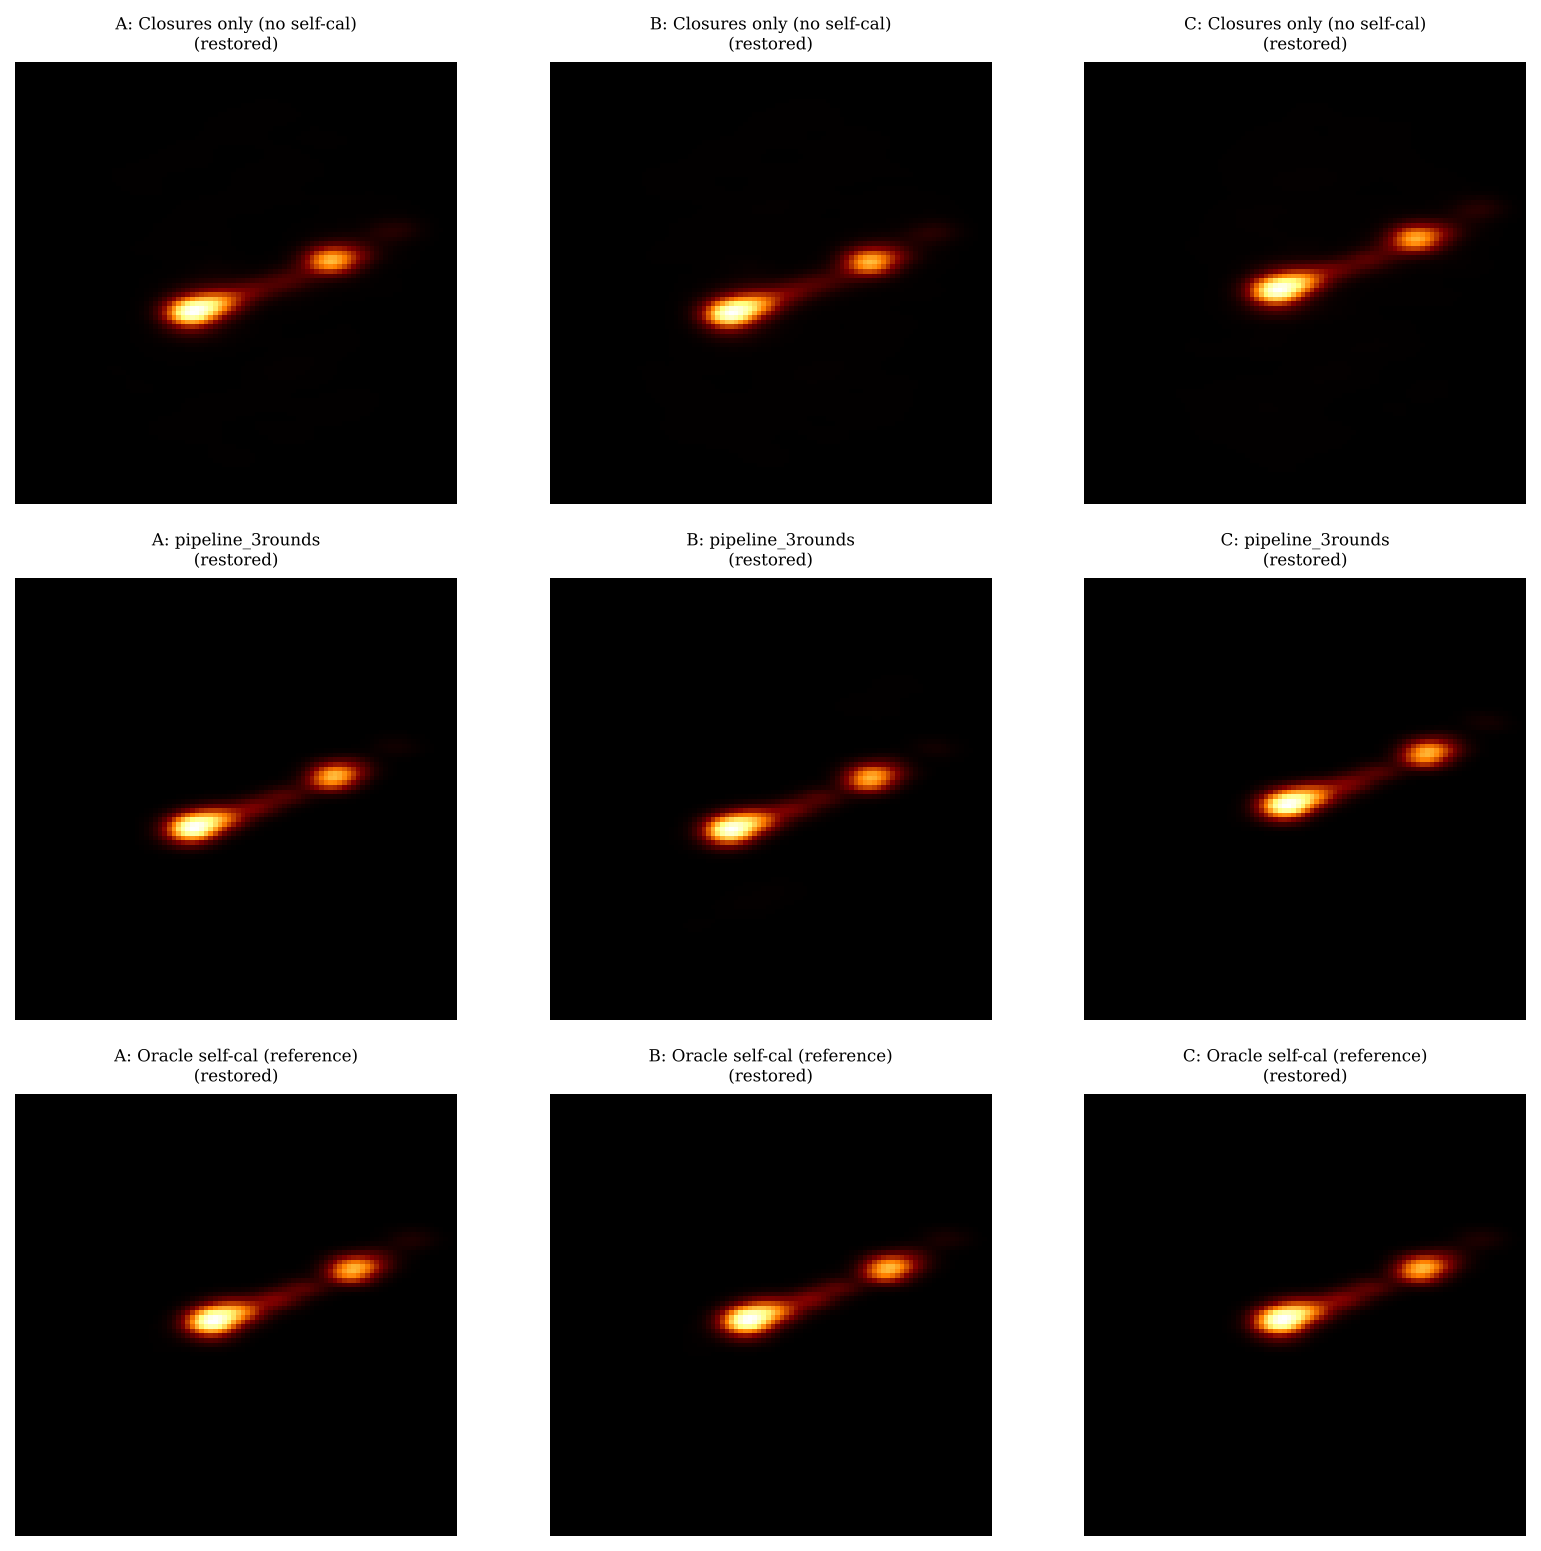 A: Closures only (no self-cal)
(restored)
B: Closures only (no self-cal)
(restored)
C: Closures only (no self-cal)
(restored)
A: pipeline_3rounds
(restored)
B: pipeline_3rounds
(restored)
C: pipeline_3rounds
(restored)
A: Oracle self-cal (reference)
(restored)
B: Oracle self-cal (reference)
(restored)
C: Oracle self-cal (reference)
(restored)